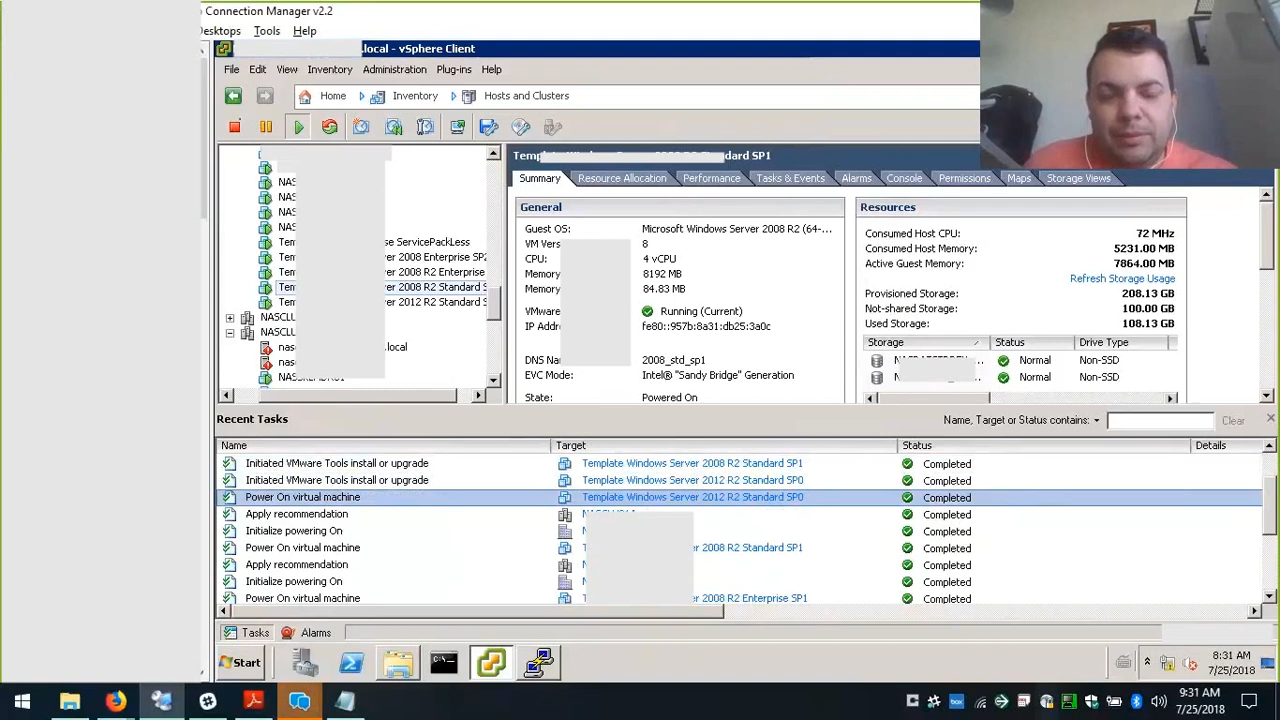 Connection Manager v2.2
Desktops Tools Help
.local - vSphere Client
File Edit View Inventory Administration Plug-ins Help
Home Inventory Hosts and Clusters
NAS
NAS
NAS
NAS
Tem se ServicePackLess
Tem er 2008 Enterprise SP2
Tem er 2008 R2 Enterprise
Tem er 2008 R2 Standard S
Tem er 2012 R2 Standard S
NASCLU
NASCLU
nas .local
nas
Temp dard SP1
Summary Resource Allocation Performance Tasks & Events Alarms Console Permissions Maps Storage Views
General
Guest OS: Microsoft Windows Server 2008 R2 (64-...
VM Vers 8
CPU: 4 vCPU
Memory 8192 MB
Memory 84.83 MB
VMware Running (Current)
IP Addre fe80::957b:8a31:db25:3a0c
DNS Nam 2008_std_sp1
EVC Mode: Intel® "Sandy Bridge" Generation
State: Powered On
Resources
Consumed Host CPU: 72 MHz
Consumed Host Memory: 5231.00 MB
Active Guest Memory: 7864.00 MB
Refresh Storage Usage
Provisioned Storage: 208.13 GB
Not-shared Storage: 100.00 GB
Used Storage: 108.13 GB
Storage Status Drive Type
Normal Non-SSD
Normal Non-SSD
Recent Tasks Name, Target or Status contains: Clear
Name Target Status Details
Initiated VMware Tools install or upgrade Template Windows Server 2008 R2 Standard SP1 Completed
Initiated VMware Tools install or upgrade Template Windows Server 2012 R2 Standard SP0 Completed
Power On virtual machine Template Windows Server 2012 R2 Standard SP0 Completed
Apply recommendation Completed
Initialize powering On Completed
Power On virtual machine er 2008 R2 Standard SP1 Completed
Apply recommendation Completed
Initialize powering On Completed
Power On virtual machine er 2008 R2 Enterprise SP1 Completed
Tasks Alarms
Start
8:31 AM
7/25/2018
9:31 AM
7/25/2018